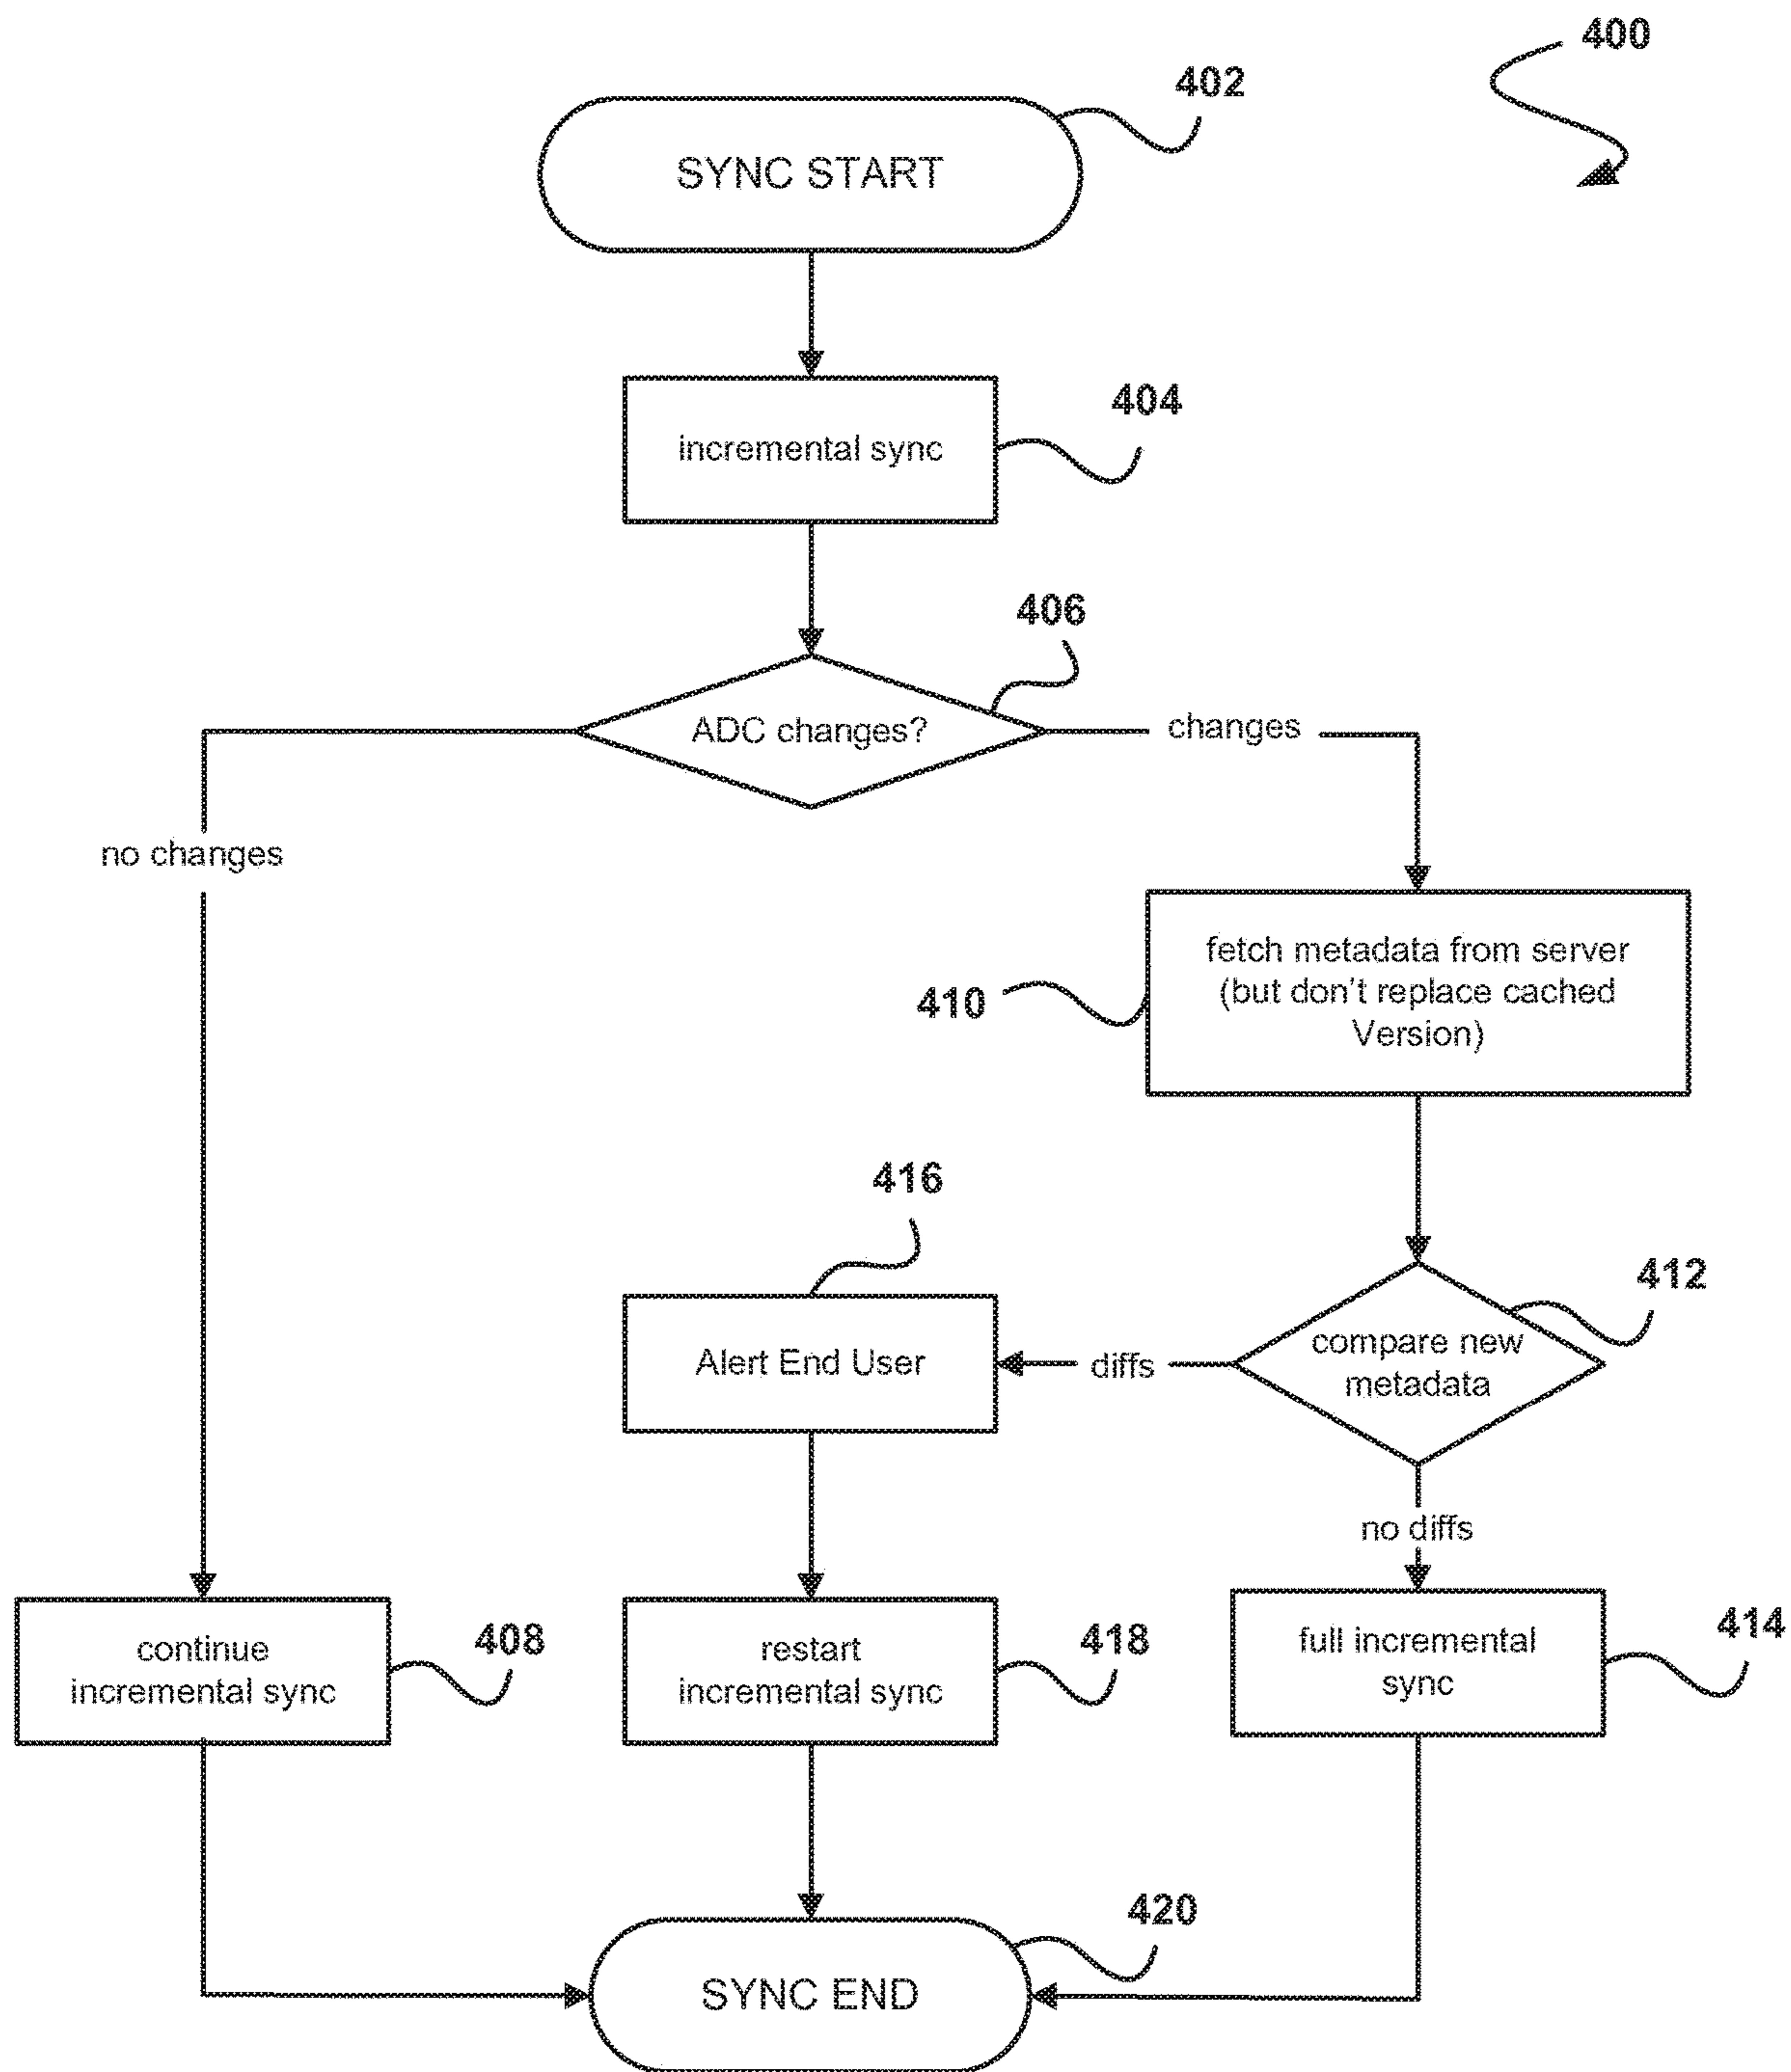 400
402
SYNC START
404
incremental sync
406
ADC changes?
changes
no changes
fetch metadata from server
(but don't replace cached
Version)
410
416
412
compare new
metadata
diffs
Alert End User
no diffs
continue
incremental sync
408
restart
incremental sync
418
full incremental
sync
414
420
SYNC END